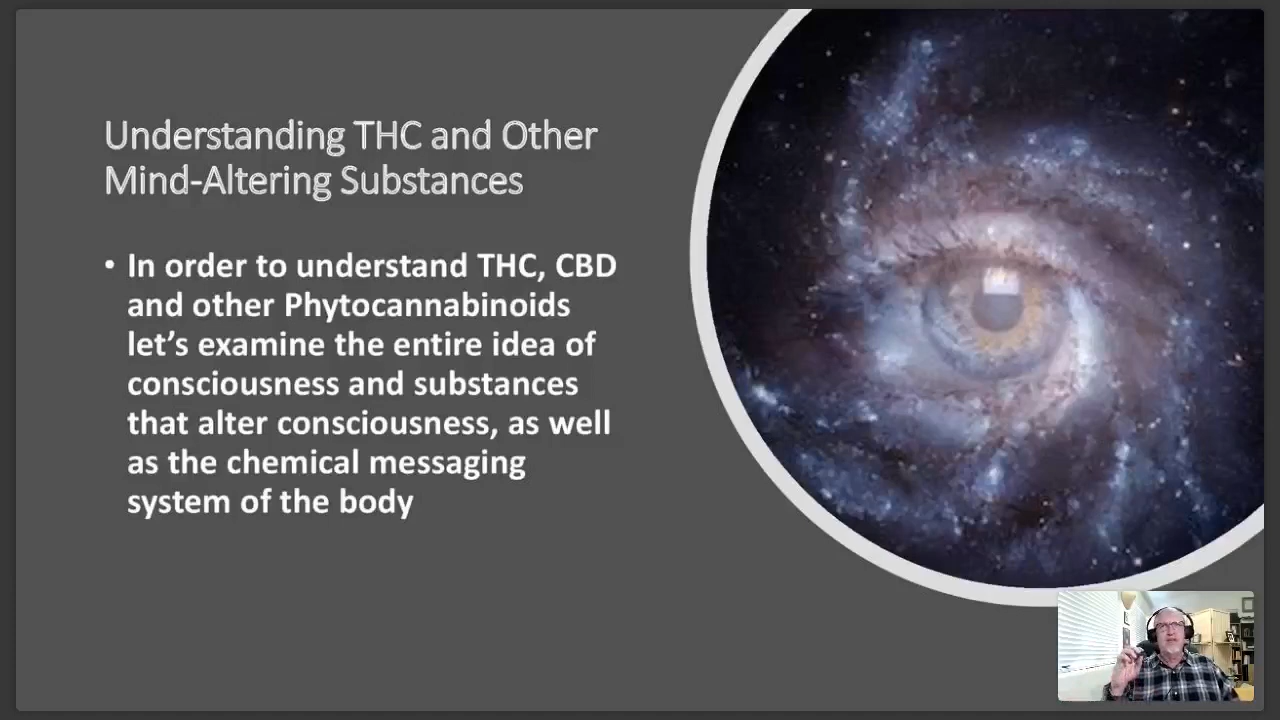 Understanding THC and Other
Mind-Altering Substances
• In order to understand THC, CBD
and other Phytocannabinoids
let’s examine the entire idea of
consciousness and substances
that alter consciousness, as well
as the chemical messaging
system of the body